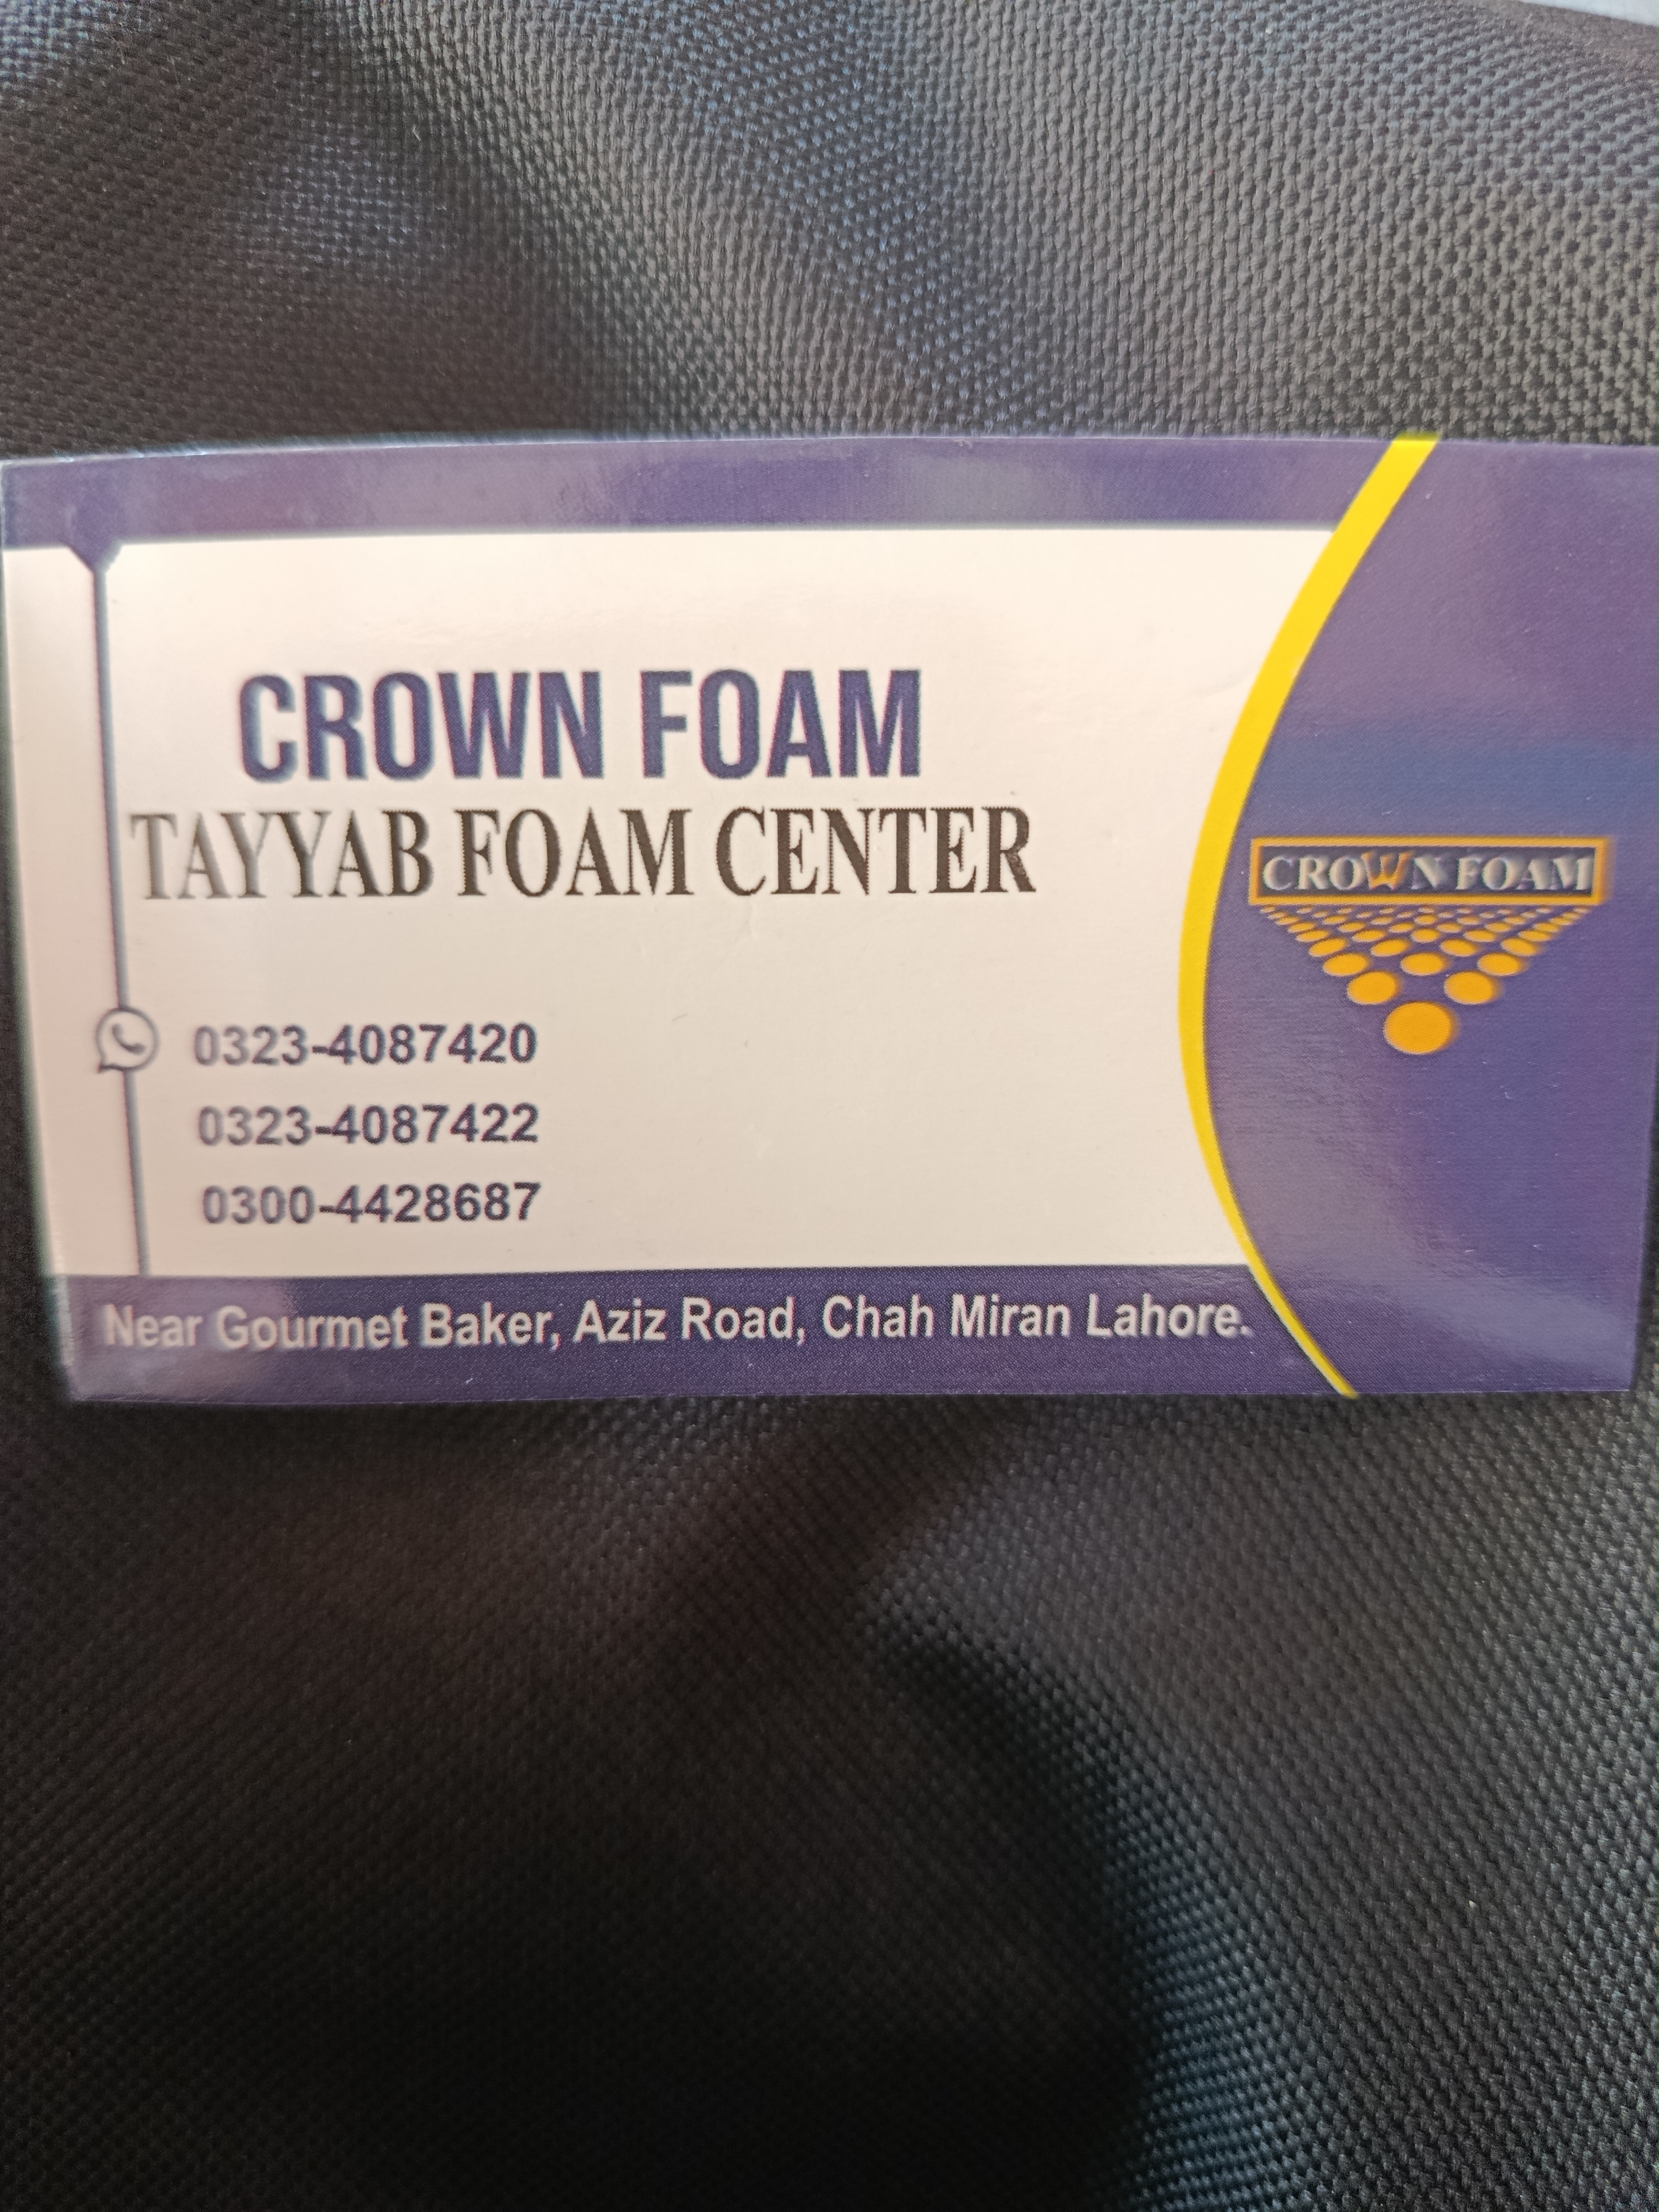 CROWN FOAM
TAYYAB FOAM CENTER
CROWN FOAM
0323-4087420
0323-4087422
0300-4428687
Near Gourmet Baker, Aziz Road, Chah Miran Lahore.